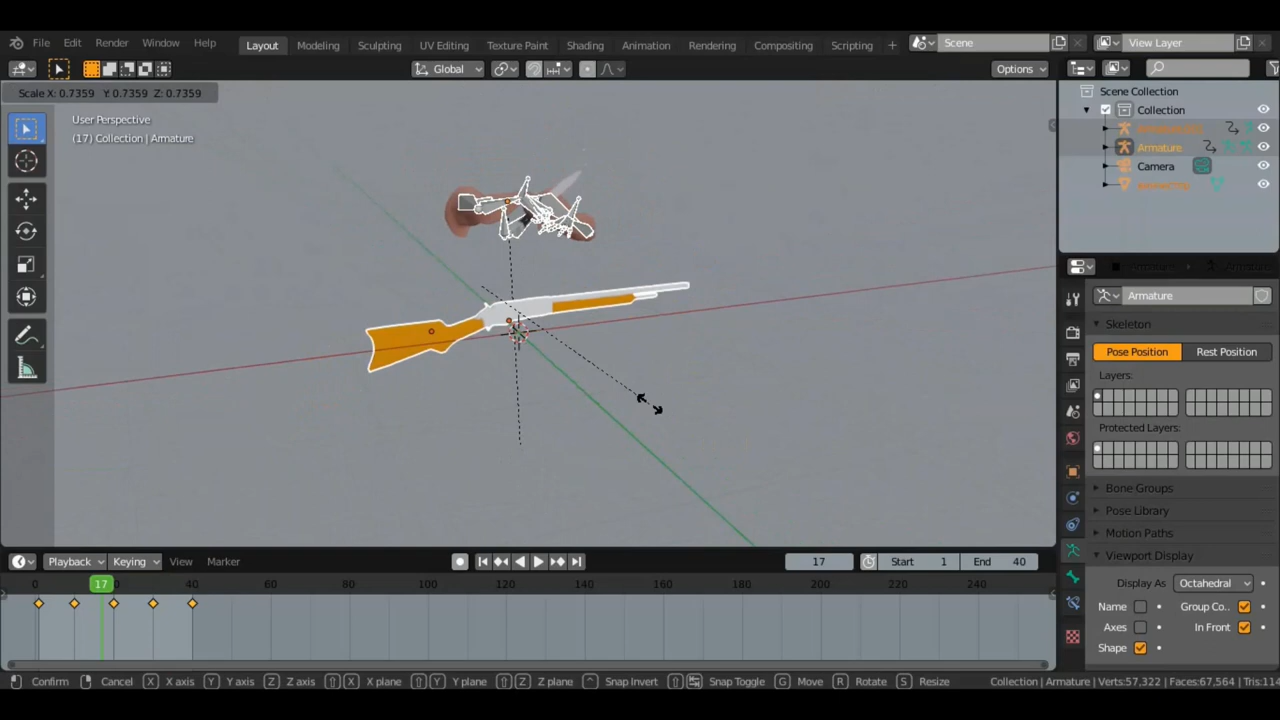 File Edit Render Window Help Layout Modeling Sculpting UV Editing Texture Paint Shading Animation Rendering Compositing Scripting + Scene View Layer
Global Options
Scale X: 0.7359 Y: 0.7359 Z: 0.7359
User Perspective
(17) Collection | Armature
Scene Collection
Collection
Armature
Camera
Armature
Skeleton
Pose Position Rest Position
Layers:
Protected Layers:
Bone Groups
Pose Library
Motion Paths
Viewport Display
Display As Octahedral
Name Group Co..
Axes In Front
Shape
Playback Keying View Marker 17 Start 1 End 40
0 17 40 60 80 100 120 140 160 180 200 220 240
Confirm Cancel X X axis Y Y axis Z Z axis X X plane Y Y plane Z Z plane ^ Snap Invert Snap Toggle G Move R Rotate S Resize Collection | Armature | Verts:57,322 | Faces:67,564 | Tris:114